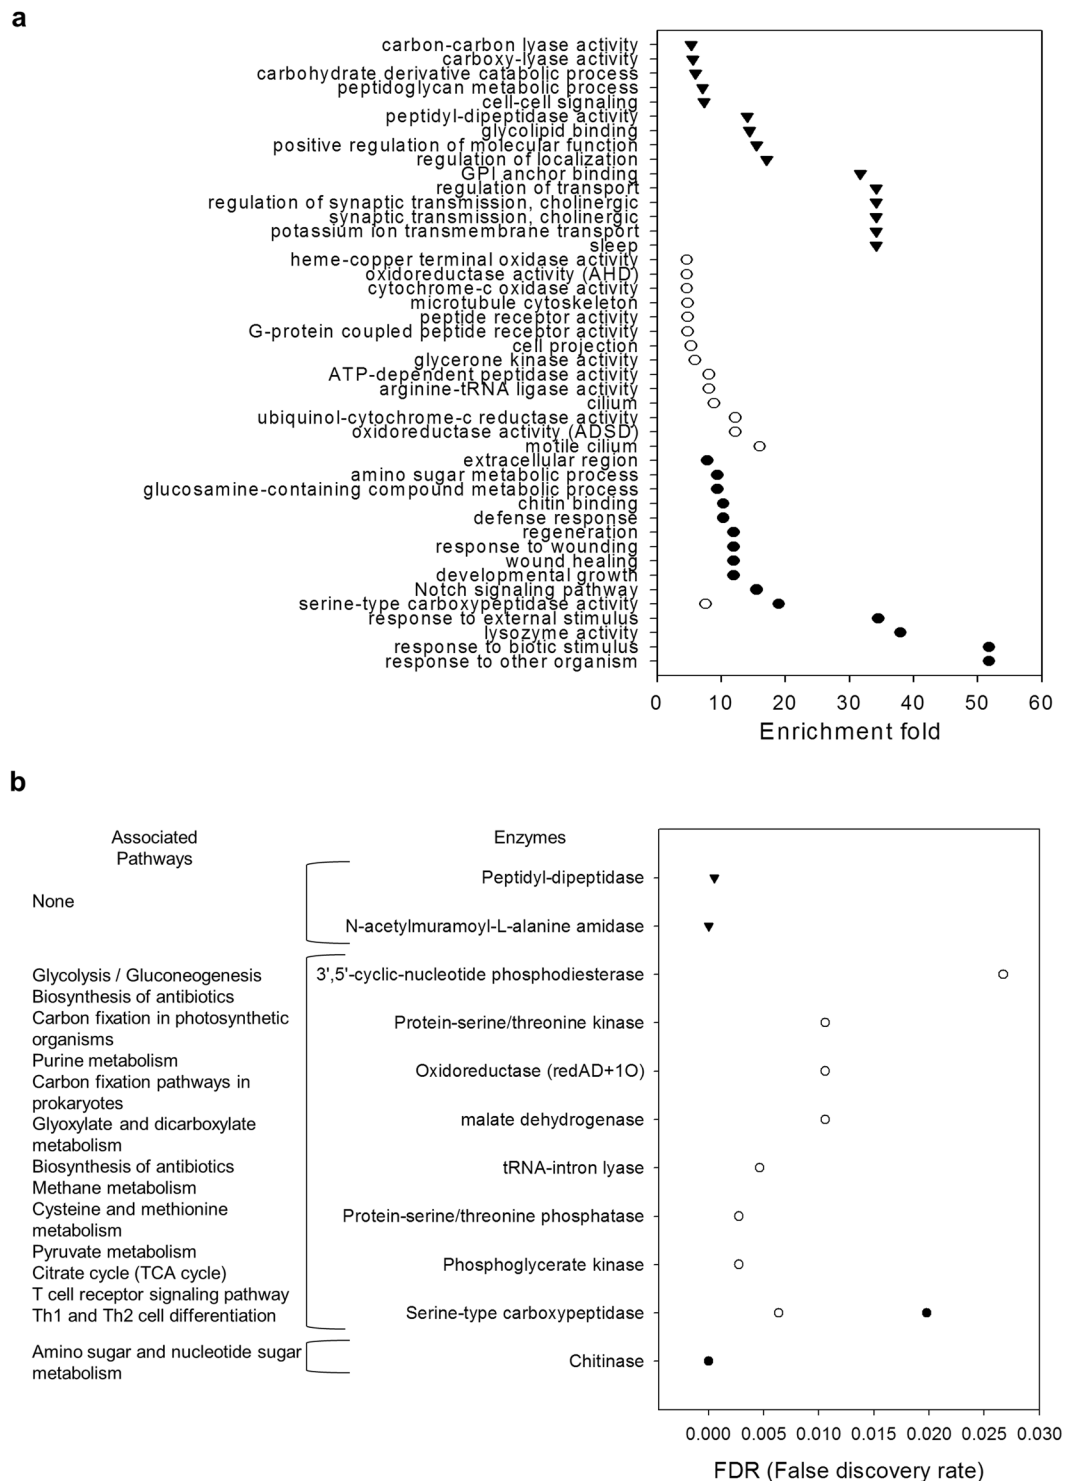 a
carbon-carbon lyase activity
carboxy-lyase activity
carbohydrate derivative catabolic process
peptidoglycan metabolic process
cell-cell signaling
peptidyl-dipeptidase activity
glycolipid binding
positive regulation of molecular function
regulation of localization
GPI anchor binding
regulation of transport
regulation of synaptic transmission, cholinergic
synaptic transmission, cholinergic
potassium ion transmembrane transport
sleep
heme-copper terminal oxidase activity
oxidoreductase activity (AHD)
cytochrome-c oxidase activity
microtubule cytoskeleton
peptide receptor activity
G-protein coupled peptide receptor activity
cell projection
glycerone kinase activity
ATP-dependent peptidase activity
arginine-tRNA ligase activity
cilium
ubiquinol-cytochrome-c reductase activity
oxidoreductase activity (ADSD)
motile cilium
extracellular region
amino sugar metabolic process
glucosamine-containing compound metabolic process
chitin binding
defense response
regeneration
response to wounding
wound healing
developmental growth
Notch signaling pathway
serine-type carboxypeptidase activity
response to external stimulus
lysozyme activity
response to biotic stimulus
response to other organism
0 10 20 30 40 50 60
Enrichment fold
b
Associated
Pathways
None
Glycolysis / Gluconeogenesis
Biosynthesis of antibiotics
Carbon fixation in photosynthetic
organisms
Purine metabolism
Carbon fixation pathways in
prokaryotes
Glyoxylate and dicarboxylate
metabolism
Biosynthesis of antibiotics
Methane metabolism
Cysteine and methionine
metabolism
Pyruvate metabolism
Citrate cycle (TCA cycle)
T cell receptor signaling pathway
Th1 and Th2 cell differentiation
Amino sugar and nucleotide sugar
metabolism
Enzymes
Peptidyl-dipeptidase
N-acetylmuramoyl-L-alanine amidase
3',5'-cyclic-nucleotide phosphodiesterase
Protein-serine/threonine kinase
Oxidoreductase (redAD+1O)
malate dehydrogenase
tRNA-intron lyase
Protein-serine/threonine phosphatase
Phosphoglycerate kinase
Serine-type carboxypeptidase
Chitinase
0.000 0.005 0.010 0.015 0.020 0.025 0.030
FDR (False discovery rate)